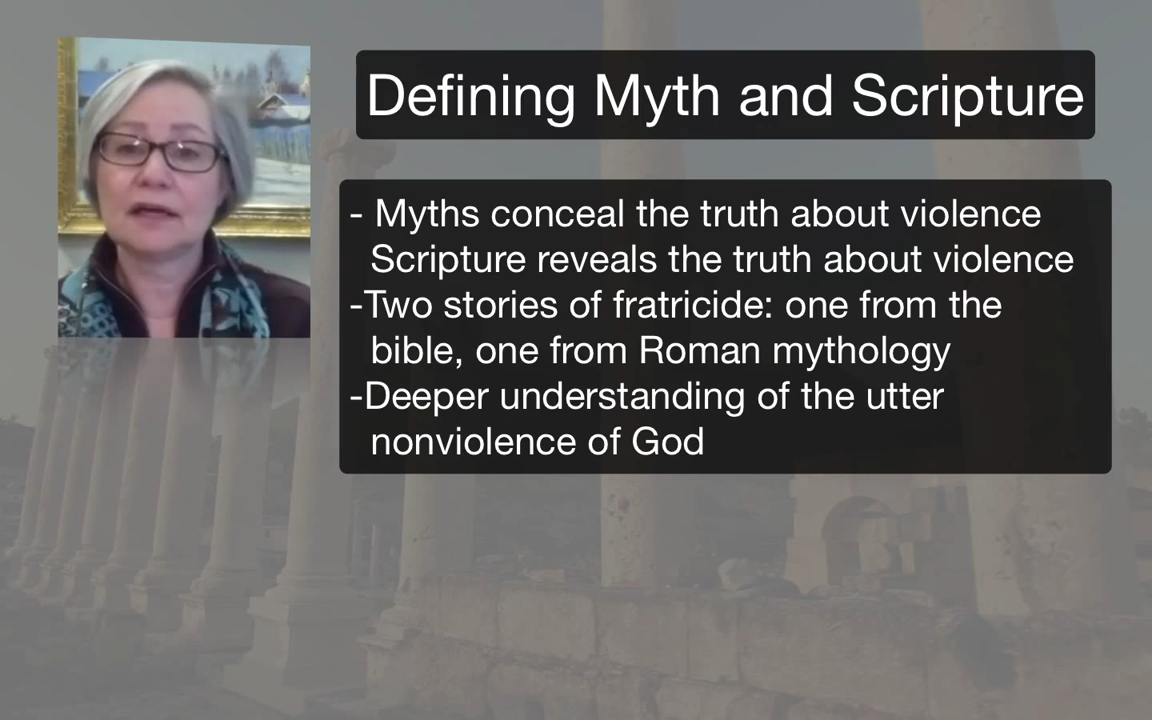 Defining Myth and Scripture
- Myths conceal the truth about violence
Scripture reveals the truth about violence
-Two stories of fratricide: one from the
bible, one from Roman mythology
-Deeper understanding of the utter
nonviolence of God